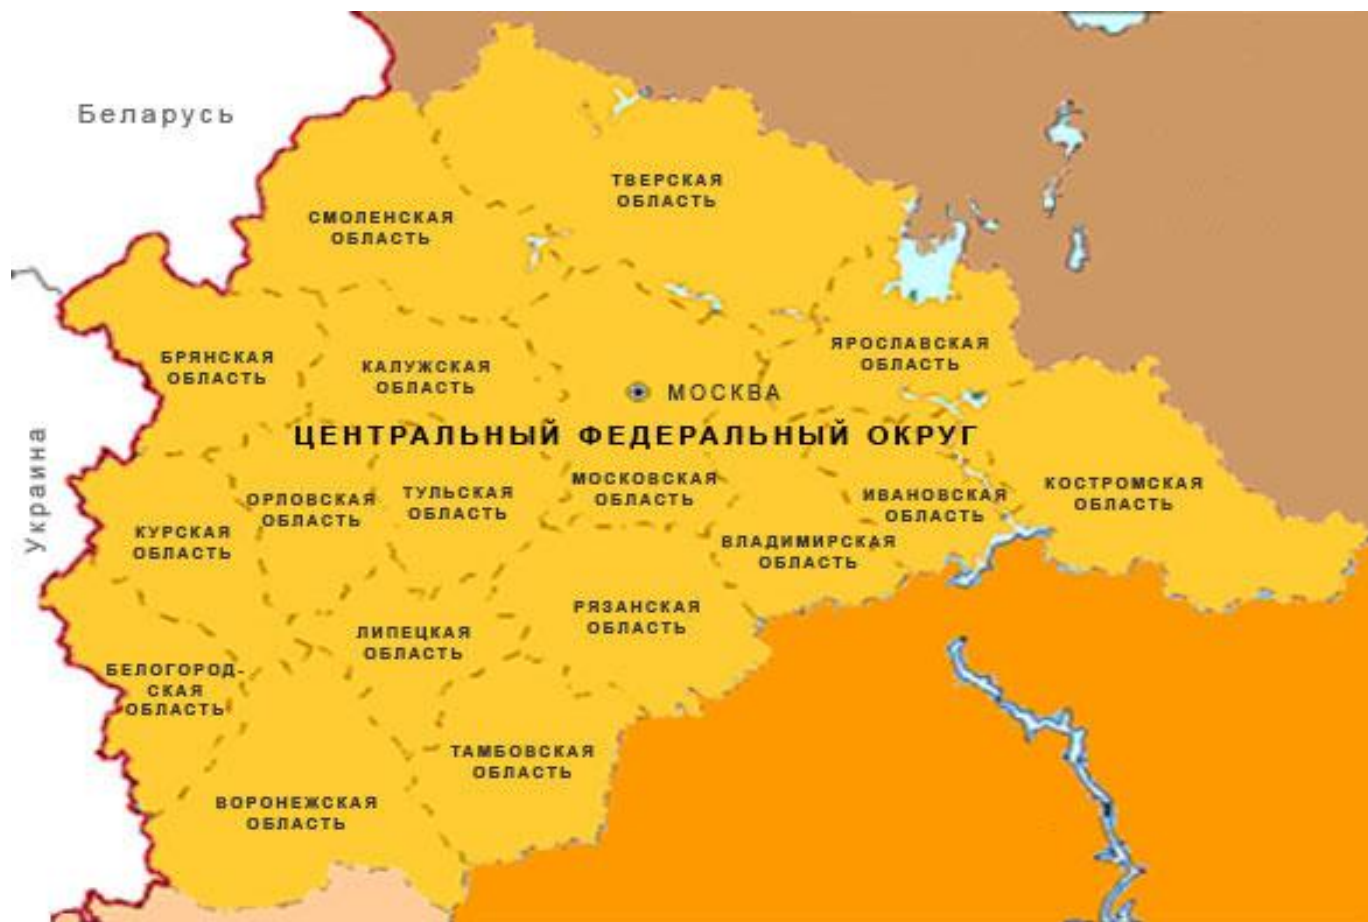 Беларусь
ТВЕРСКАЯ
ОБЛАСТЬ
СМОЛЕНСКАЯ
ОБЛАСТЬ
ЯРОСЛАВСКАЯ
ОБЛАСТЬ
БРЯНСКАЯ
ОБЛАСТЬ
КАЛУЖСКАЯ
ОБЛАСТЬ
МОСКВА
Украина
ЦЕНТРАЛЬНЫЙ ФЕДЕРАЛЬНЫЙ ОКРУГ
МОСКОВСКАЯ
ОБЛАСТЬ
КОСТРОМСКАЯ
ОБЛАСТЬ
ОРЛОВСКАЯ
ОБЛАСТЬ
ТУЛЬСКАЯ
ОБЛАСТЬ
ИВАНОВСКАЯ
ОБЛАСТЬ
КУРСКАЯ
ОБЛАСТЬ
ВЛАДИМИРСКАЯ
ОБЛАСТЬ
РЯЗАНСКАЯ
ОБЛАСТЬ
ЛИПЕЦКАЯ
ОБЛАСТЬ
БЕЛОГОРОД-
СКАЯ
ОБЛАСТЬ
ТАМБОВСКАЯ
ОБЛАСТЬ
ВОРОНЕЖСКАЯ
ОБЛАСТЬ